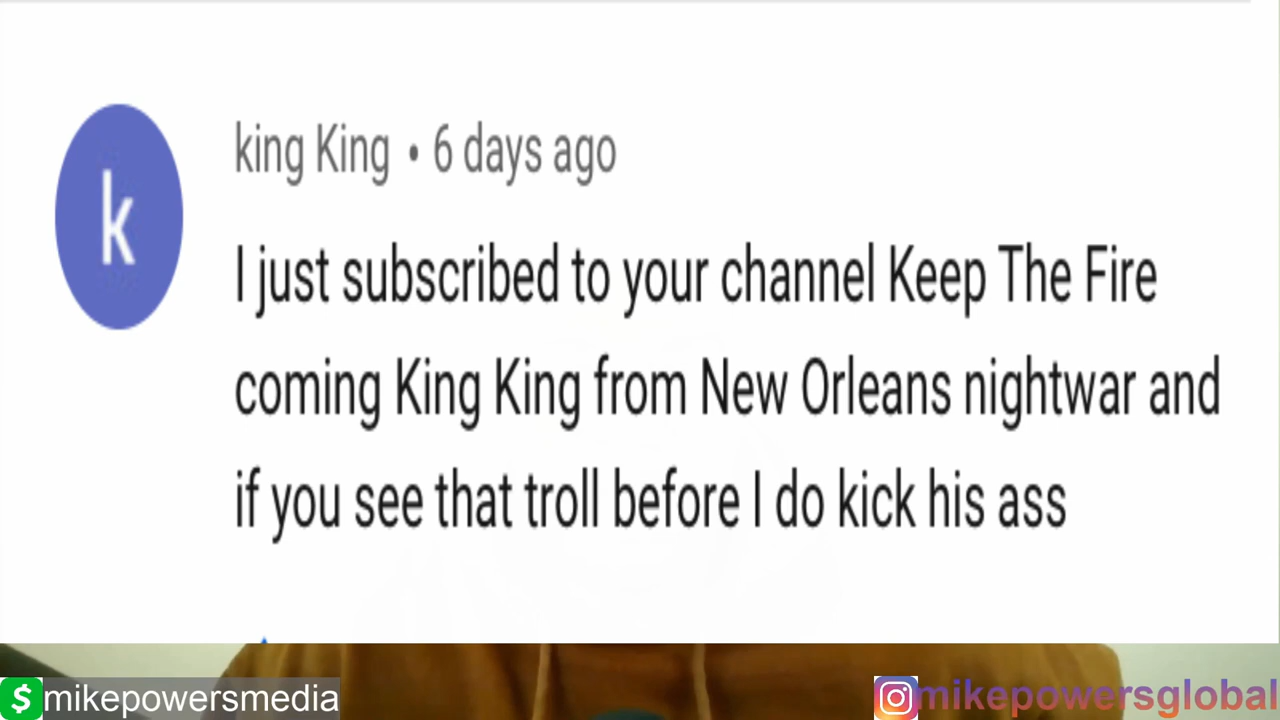 k
king King • 6 days ago
I just subscribed to your channel Keep The Fire
coming King King from New Orleans nightwar and
if you see that troll before I do kick his ass
$ mikepowersmedia
mikepowersglobal